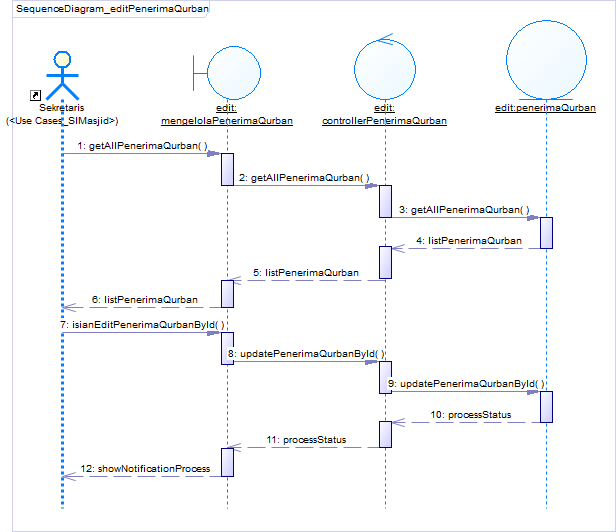 SequenceDiagram_editPenerimaQurban
Sekretaris
(<Use Cases_SIMasjid>)
edit:
mengelolaPenerimaQurban
edit:
controllerPenerimaQurban
edit:penerimaQurban
1: getAllPenerimaQurban( )
2: getAllPenerimaQurban( )
3: getAllPenerimaQurban( )
4: listPenerimaQurban
5: listPenerimaQurban
6: listPenerimaQurban
7: isianEditPenerimaQurbanById( )
8: updatePenerimaQurbanById( )
9: updatePenerimaQurbanById( )
10: processStatus
11: processStatus
12: showNotificationProcess